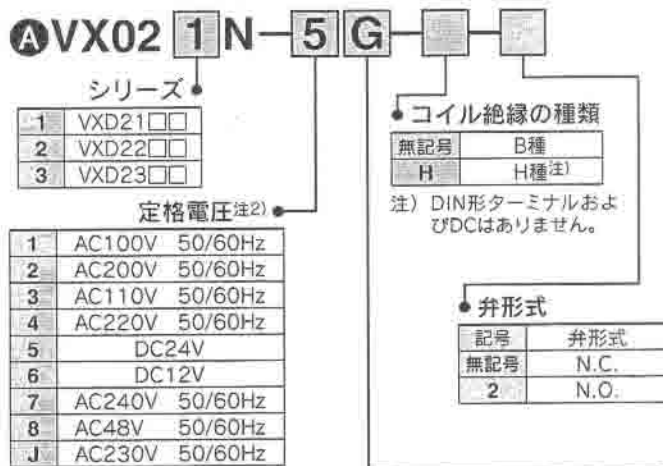 AVX02 1 N-5 G-
シリーズ
1 VXD21□□
2 VXD22□□
3 VXD23□□
定格電圧注2)
1 AC100V 50/60Hz
2 AC200V 50/60Hz
3 AC110V 50/60Hz
4 AC220V 50/60Hz
5 DC24V
6 DC12V
7 AC240V 50/60Hz
8 AC48V 50/60Hz
J AC230V 50/60Hz
コイル絶縁の種類
無記号 B種
H H種注)
注) DIN形ターミナルおよ
びDCはありません。
弁形式
記号 弁形式
無記号 N.C.
2 N.O.